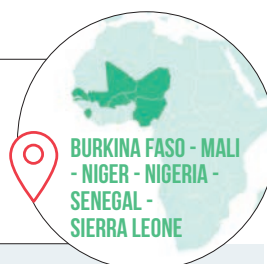 BURKINA FASO - MALI
- NIGER - NIGERIA -
SENEGAL -
SIERRA LEONE